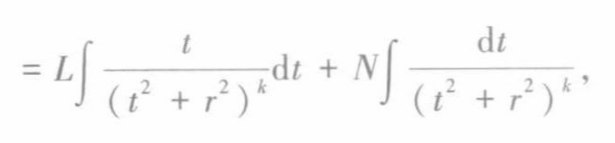 = L∫ t/(t² + r²)ᵏ dt + N∫ dt/(t² + r²)ᵏ,